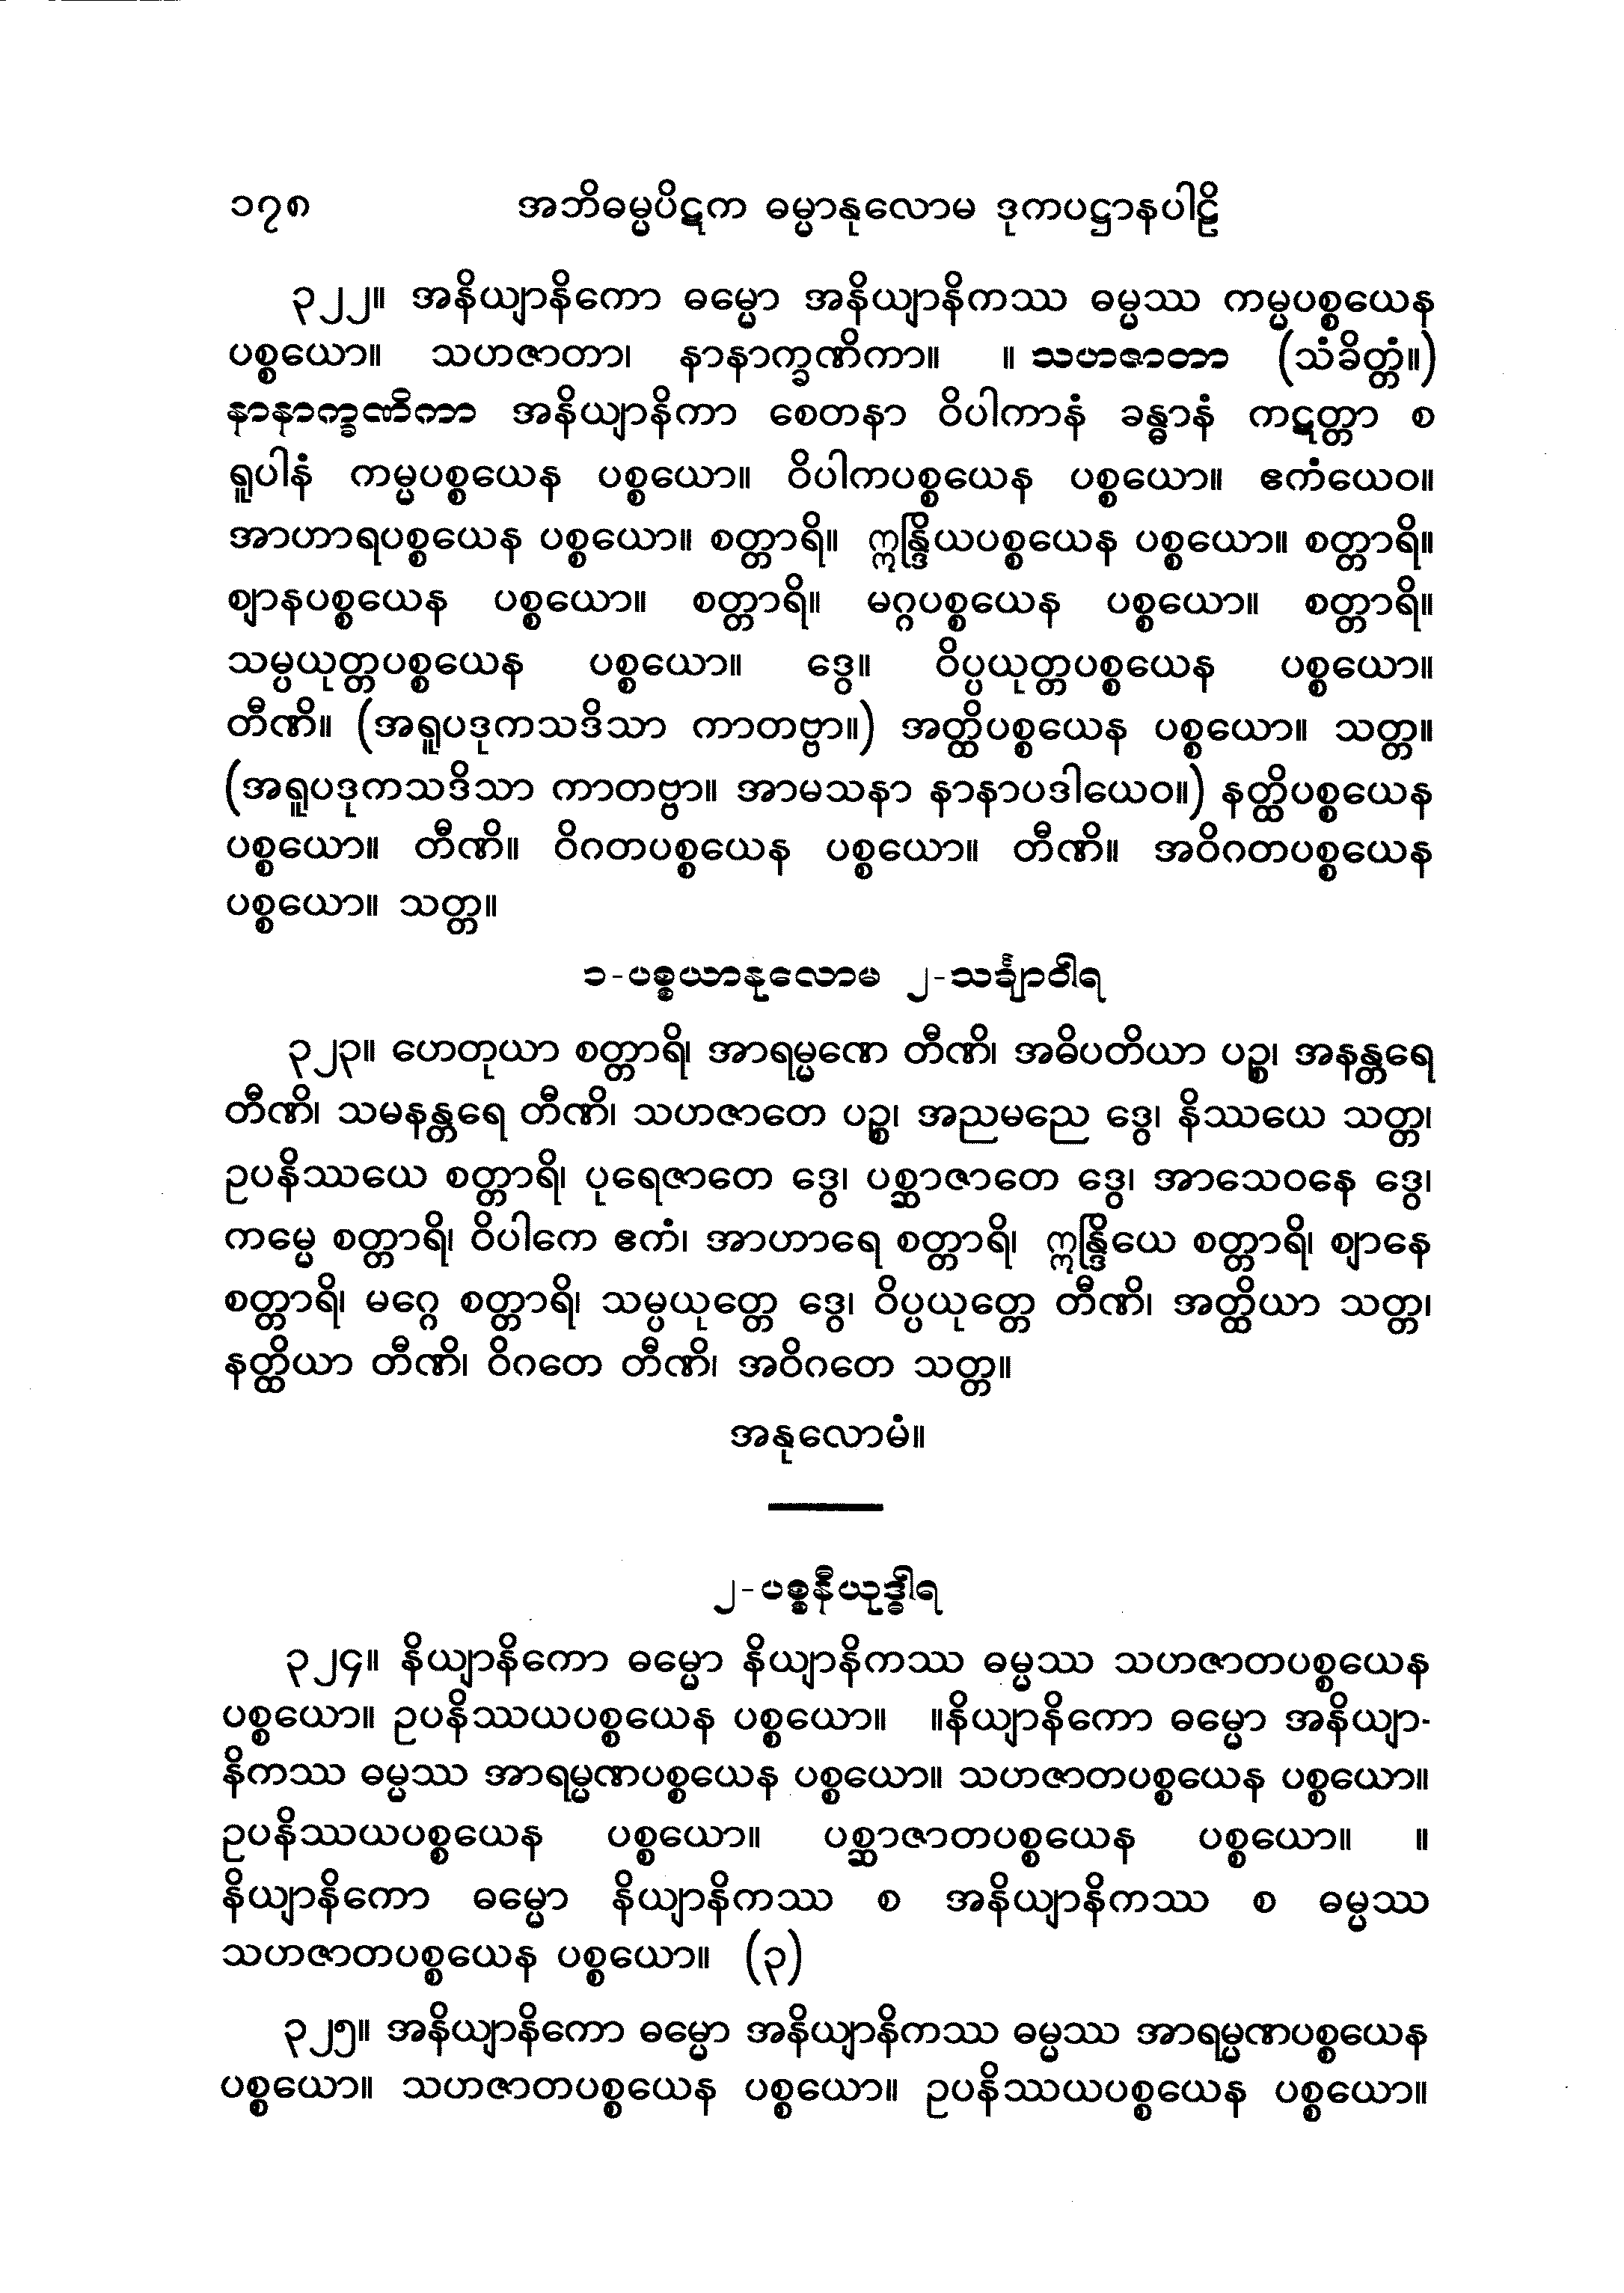 ၁၇၈ အဘိဓမ္မပိဋက ဓမ္မာနုလောမ ဒုကပဋ္ဌာနပါဠိ
၃၂၂။ အနိယျာနိကော ဓမ္မော အနိယျာနိကဿ ဓမ္မဿ ကမ္မပစ္စယေန
ပစ္စယော။ သဟဇာတာ၊ နာနာက္ခဏိကာ။ ။ သဟဇာတာ (သံခိတ္တံ။)
နာနာက္ခဏိကာ အနိယျာနိကာ စေတနာ ဝိပါကာနံ ခန္ဓာနံ ကဋတ္တာ စ
ရူပါနံ ကမ္မပစ္စယေန ပစ္စယော။ ဝိပါကပစ္စယေန ပစ္စယော။ ဧကံယေဝ။
အာဟာရပစ္စယေန ပစ္စယော။ စတ္တာရိ။ ဣန္ဒြိယပစ္စယေန ပစ္စယော။ စတ္တာရိ။
ဈာနပစ္စယေန ပစ္စယော။ စတ္တာရိ။ မဂ္ဂပစ္စယေန ပစ္စယော။ စတ္တာရိ။
သမ္ပယုတ္တပစ္စယေန ပစ္စယော။ ဒွေ။ ဝိပ္ပယုတ္တပစ္စယေန ပစ္စယော။
တီဏိ။ (အရူပဒုကသဒိသာ ကာတဗ္ဗာ။) အတ္ထိပစ္စယေန ပစ္စယော။ သတ္တ။
(အရူပဒုကသဒိသာ ကာတဗ္ဗာ။ အာမသနာ နာနာပဒါယေဝ။) နတ္ထိပစ္စယေန
ပစ္စယော။ တီဏိ။ ဝိဂတပစ္စယေန ပစ္စယော။ တီဏိ။ အဝိဂတပစ္စယေန
ပစ္စယော။ သတ္တ။
၁-ပစ္စယာနုလောမ ၂-သင်္ချာဝါရ
၃၂၃။ ဟေတုယာ စတ္တာရိ၊ အာရမ္မဏေ တီဏိ၊ အဓိပတိယာ ပဉ္စ၊ အနန္တရေ
တီဏိ၊ သမနန္တရေ တီဏိ၊ သဟဇာတေ ပဉ္စ၊ အညမညေ ဒွေ၊ နိဿယေ သတ္တ၊
ဥပနိဿယေ စတ္တာရိ၊ ပုရေဇာတေ ဒွေ၊ ပစ္ဆာဇာတေ ဒွေ၊ အာသေဝနေ ဒွေ၊
ကမ္မေ စတ္တာရိ၊ ဝိပါကေ ဧကံ၊ အာဟာရေ စတ္တာရိ၊ ဣန္ဒြိယေ စတ္တာရိ၊ ဈာနေ
စတ္တာရိ၊ မဂ္ဂေ စတ္တာရိ၊ သမ္ပယုတ္တေ ဒွေ၊ ဝိပ္ပယုတ္တေ တီဏိ၊ အတ္ထိယာ သတ္တ၊
နတ္ထိယာ တီဏိ၊ ဝိဂတေ တီဏိ၊ အဝိဂတေ သတ္တ။
အနုလောမံ။
၂-ပစ္စနီယုဒ္ဓါရ
၃၂၄။ နိယျာနိကော ဓမ္မော နိယျာနိကဿ ဓမ္မဿ သဟဇာတပစ္စယေန
ပစ္စယော။ ဥပနိဿယပစ္စယေန ပစ္စယော။ ။နိယျာနိကော ဓမ္မော အနိယျာ-
နိကဿ ဓမ္မဿ အာရမ္မဏပစ္စယေန ပစ္စယော။ သဟဇာတပစ္စယေန ပစ္စယော။
ဥပနိဿယပစ္စယေန ပစ္စယော။ ပစ္ဆာဇာတပစ္စယေန ပစ္စယော။ ။
နိယျာနိကော ဓမ္မော နိယျာနိကဿ စ အနိယျာနိကဿ စ ဓမ္မဿ
သဟဇာတပစ္စယေန ပစ္စယော။ (၃)
၃၂၅။ အနိယျာနိကော ဓမ္မော အနိယျာနိကဿ ဓမ္မဿ အာရမ္မဏပစ္စယေန
ပစ္စယော။ သဟဇာတပစ္စယေန ပစ္စယော။ ဥပနိဿယပစ္စယေန ပစ္စယော။